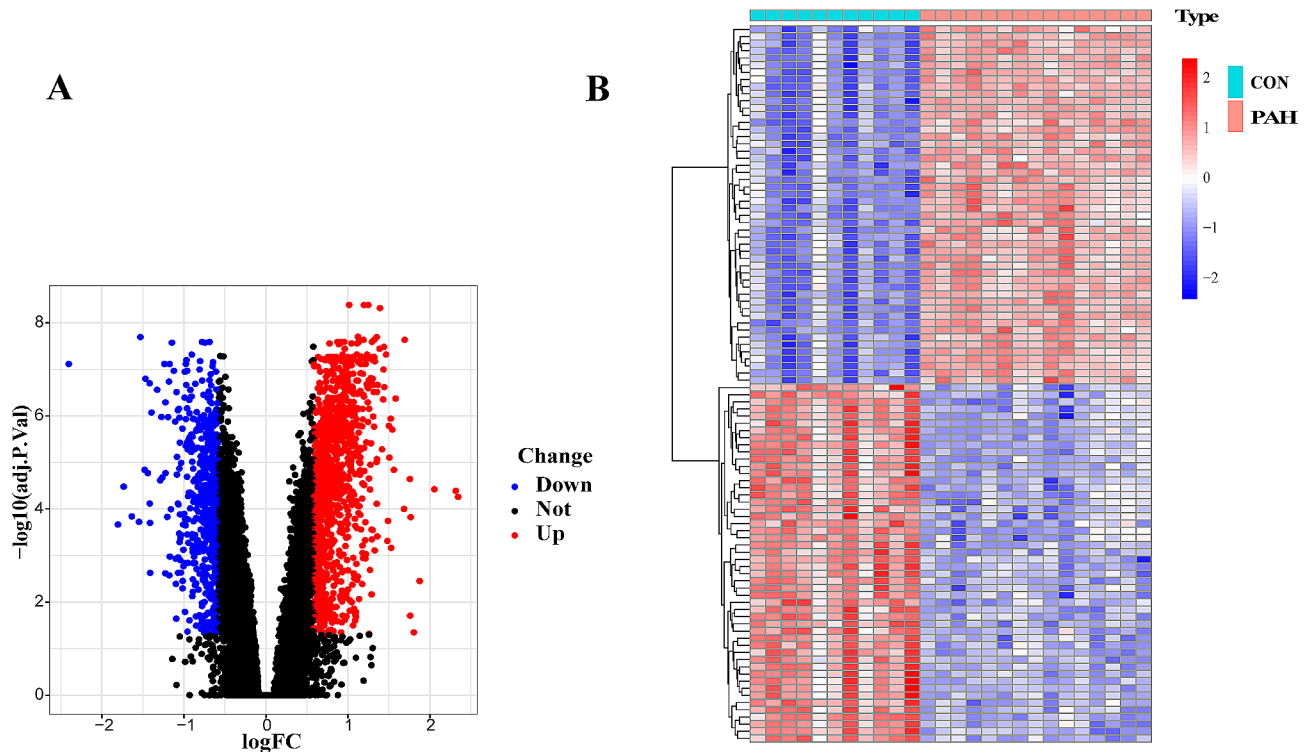 A
−log10(adj.P.Val)
8
6
4
2
0
−2
−1
0
1
2
logFC
Change
Down
Not
Up
B
Type
2
1
0
−1
−2
CON
PAH